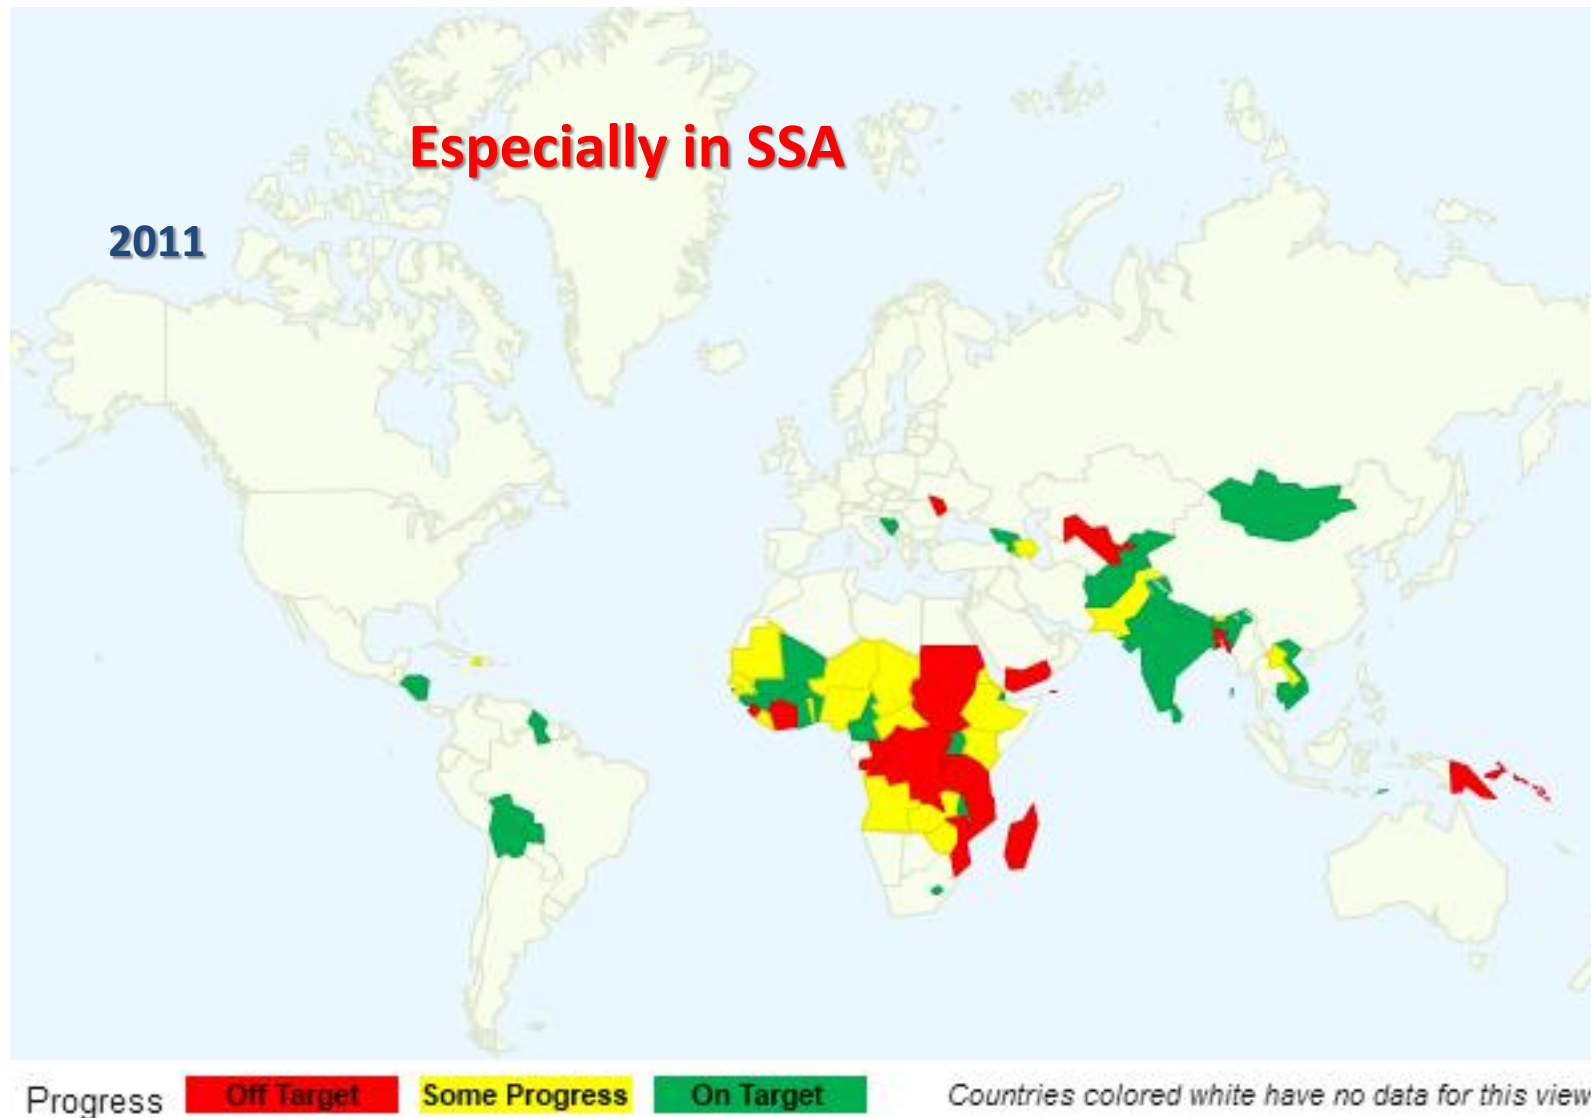 Especially in SSA
2011
Progress
Off Target
Some Progress
On Target
Countries colored white have no data for this view